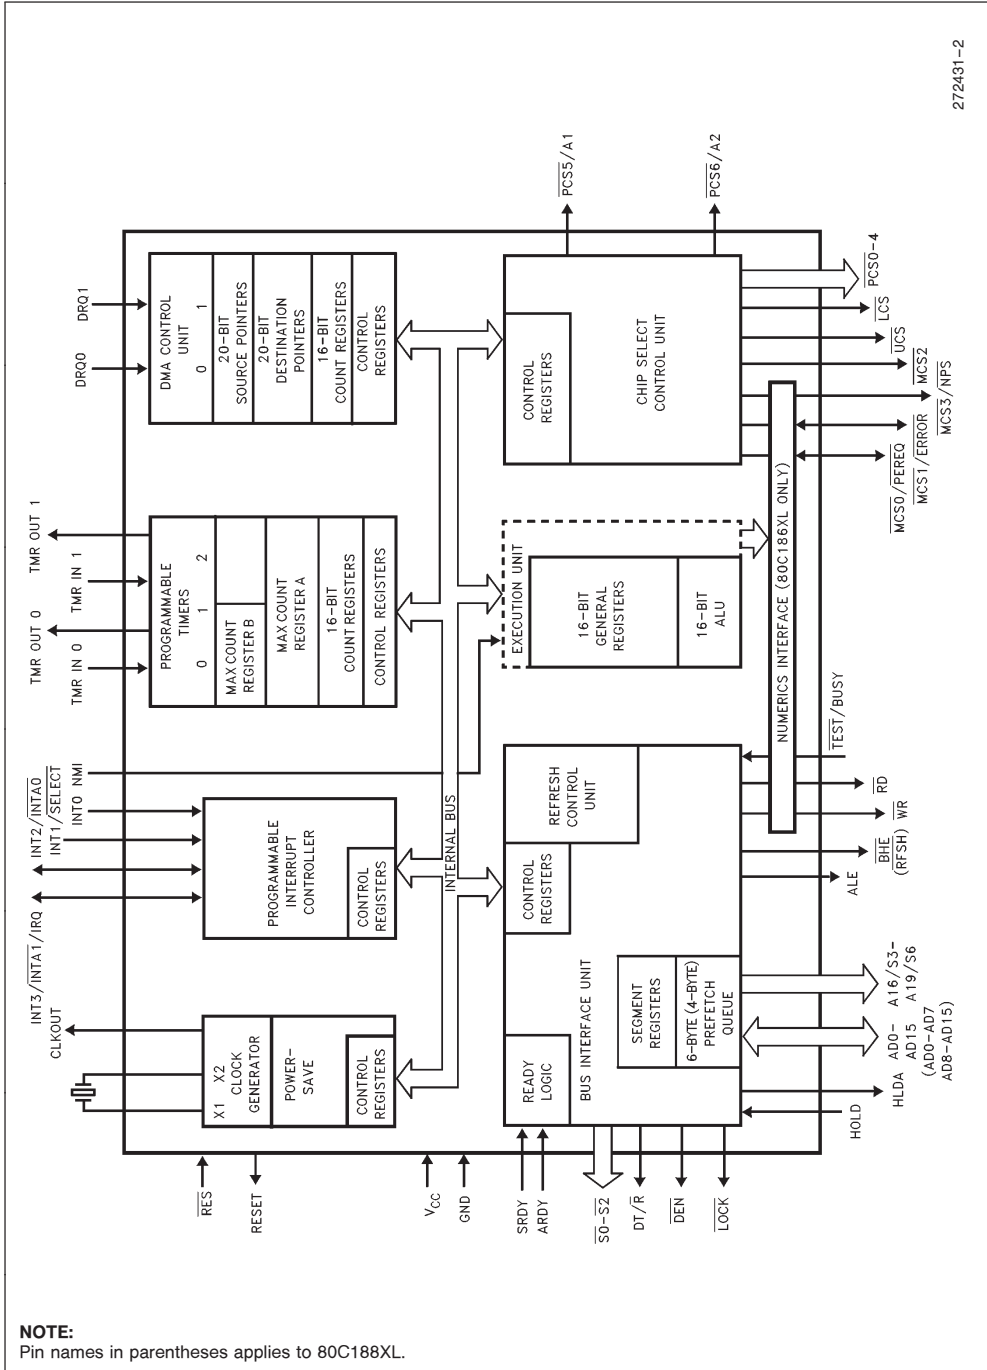 272431-2
DRQ0
DRQ1
TMR IN 0
TMR OUT 0
TMR IN 1
TMR OUT 1
INT3/INTA1/IRQ
INT2/INTA0
INT1/SELECT
INT0
NMI
CLKOUT
X1
X2
CLOCK
GENERATOR
POWER-
SAVE
CONTROL
REGISTERS
PROGRAMMABLE
INTERRUPT
CONTROLLER
CONTROL
REGISTERS
PROGRAMMABLE
TIMERS
0
1
2
MAX COUNT
REGISTER B
MAX COUNT
REGISTER A
16-BIT
COUNT REGISTERS
CONTROL REGISTERS
DMA CONTROL
UNIT
0
1
20-BIT
SOURCE POINTERS
20-BIT
DESTINATION
POINTERS
16-BIT
COUNT REGISTERS
CONTROL
REGISTERS
RES
RESET
VCC
GND
INTERNAL BUS
SRDY
ARDY
S0-S2
DT/R
DEN
LOCK
READY
LOGIC
BUS INTERFACE UNIT
CONTROL
REGISTERS
REFRESH
CONTROL
UNIT
SEGMENT
REGISTERS
6-BYTE (4-BYTE)
PREFETCH
QUEUE
EXECUTION UNIT
16-BIT
GENERAL
REGISTERS
16-BIT
ALU
CONTROL
REGISTERS
CHIP SELECT
CONTROL UNIT
PCS5/A1
PCS6/A2
NUMERICS INTERFACE (80C186XL ONLY)
HOLD
HLDA
AD0-
AD15
(AD0-AD7
AD8-AD15)
A16/S3-
A19/S6
ALE
BHE
(RFSH)
WR
RD
TEST/BUSY
MCS0/PEREQ
MCS1/ERROR
MCS3/NPS
MCS2
UCS
LCS
PCS0-4
NOTE:
Pin names in parentheses applies to 80C188XL.